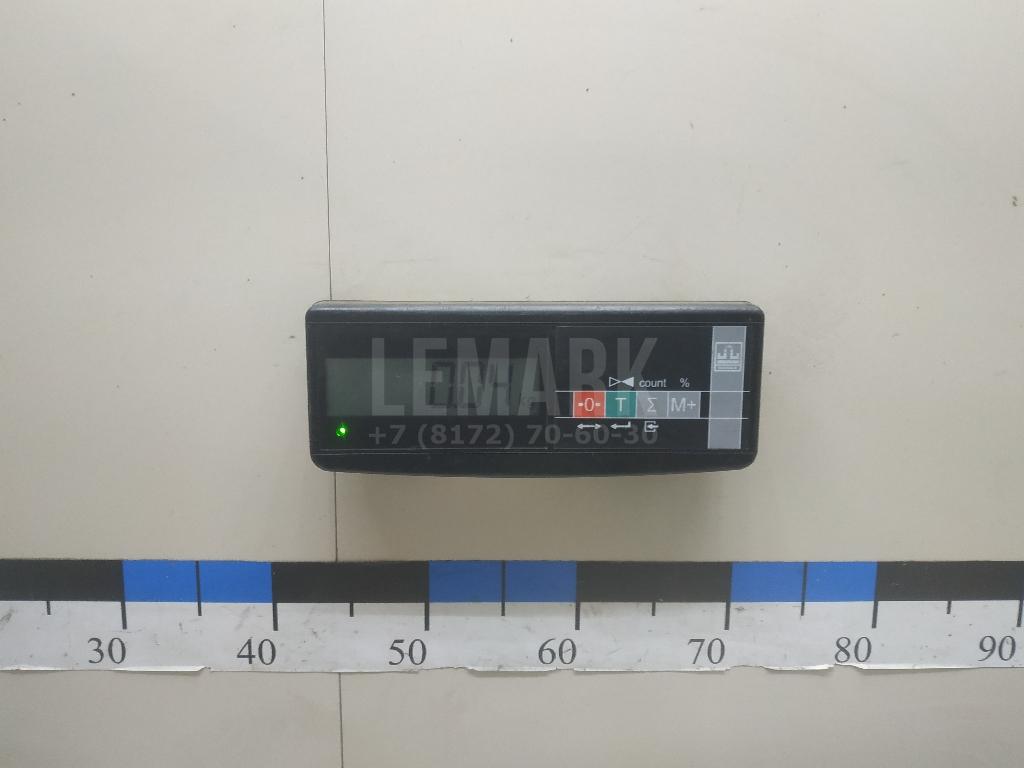 LEMARK
+7 (8172) 70-60-30
count %
-0- T Σ M+
30 40 50 60 70 80 90